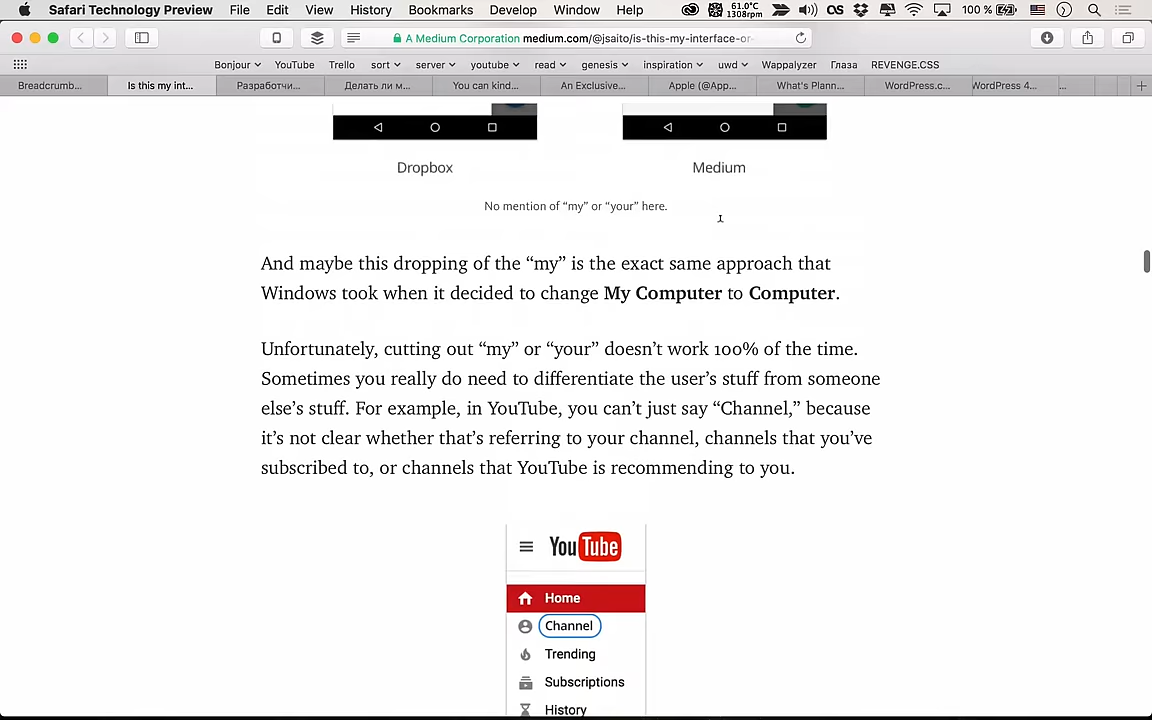 Safari Technology Preview File Edit View History Bookmarks Develop Window Help 61.0°C 1308rpm 100 %
A Medium Corporation medium.com/@jsaito/is-this-my-interface-or-
Bonjour YouTube Trello sort server youtube read genesis inspiration uwd Wappalyzer Глаза REVENGE.CSS
Breadcrumb... Is this my int... Разработчи... Делать ли м... You can kind... An Exclusive... Apple (@App... What's Plann... WordPress.c... WordPress 4... ...
Dropbox Medium
No mention of “my” or “your” here.
And maybe this dropping of the “my” is the exact same approach that
Windows took when it decided to change My Computer to Computer.
Unfortunately, cutting out “my” or “your” doesn’t work 100% of the time.
Sometimes you really do need to differentiate the user’s stuff from someone
else’s stuff. For example, in YouTube, you can’t just say “Channel,” because
it’s not clear whether that’s referring to your channel, channels that you’ve
subscribed to, or channels that YouTube is recommending to you.
YouTube
Home
Channel
Trending
Subscriptions
History